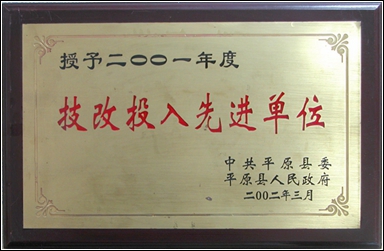 授予二〇〇一年度
技改投入先进单位
中共平原县委
平原县人民政府
二〇〇二年三月